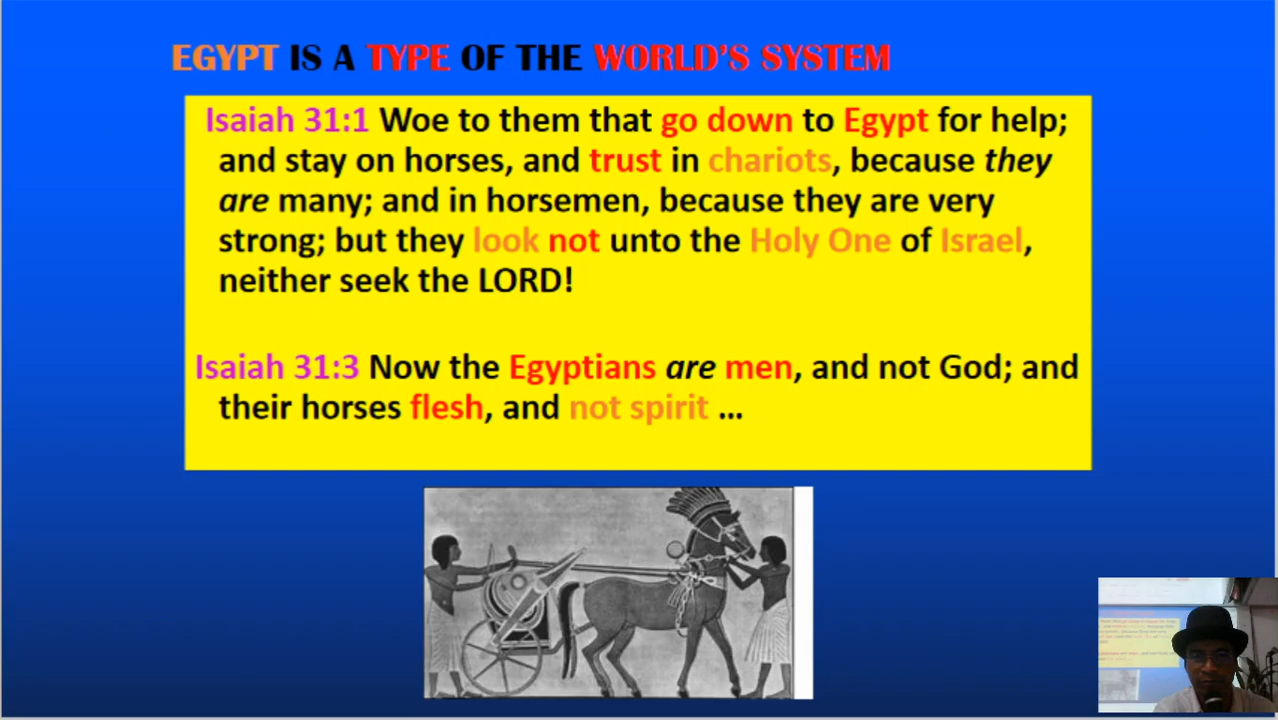 EGYPT IS A TYPE OF THE WORLD'S SYSTEM
Isaiah 31:1 Woe to them that go down to Egypt for help;
and stay on horses, and trust in chariots, because they
are many; and in horsemen, because they are very
strong; but they look not unto the Holy One of Israel,
neither seek the LORD!
Isaiah 31:3 Now the Egyptians are men, and not God; and
their horses flesh, and not spirit ...